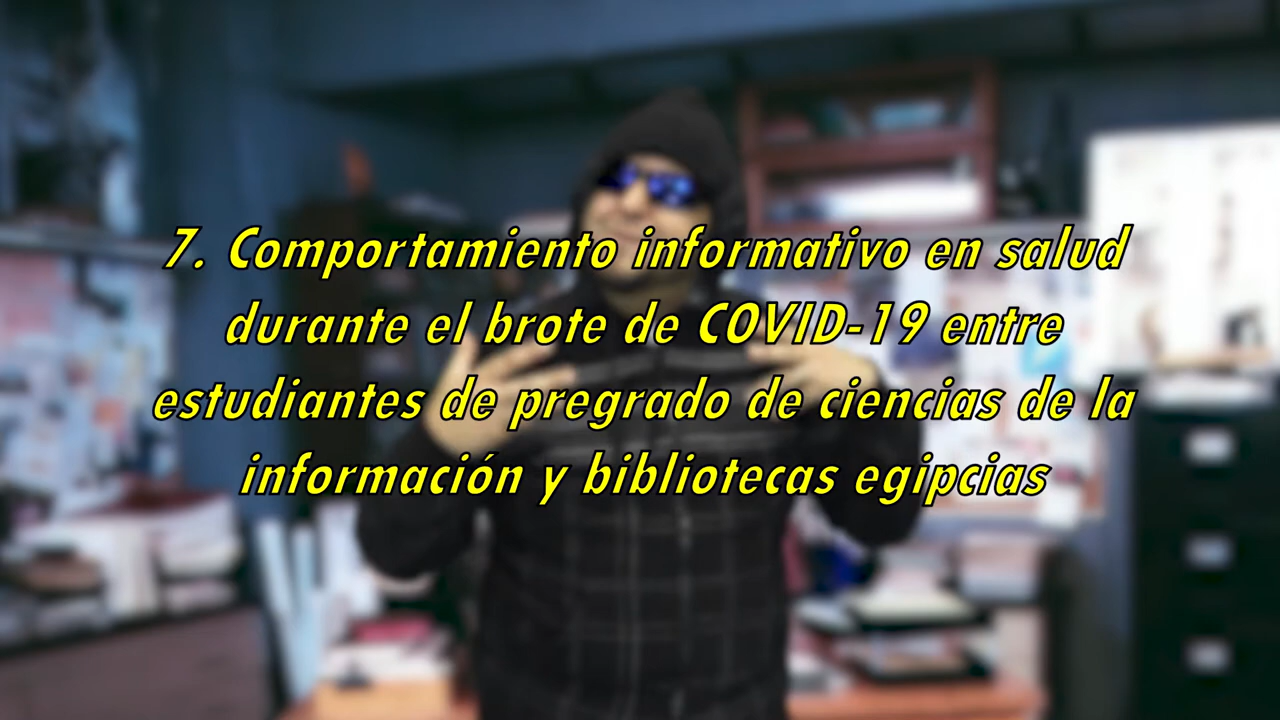 7. Comportamiento informativo en salud
durante el brote de COVID-19 entre
estudiantes de pregrado de ciencias de la
información y bibliotecas egipcias